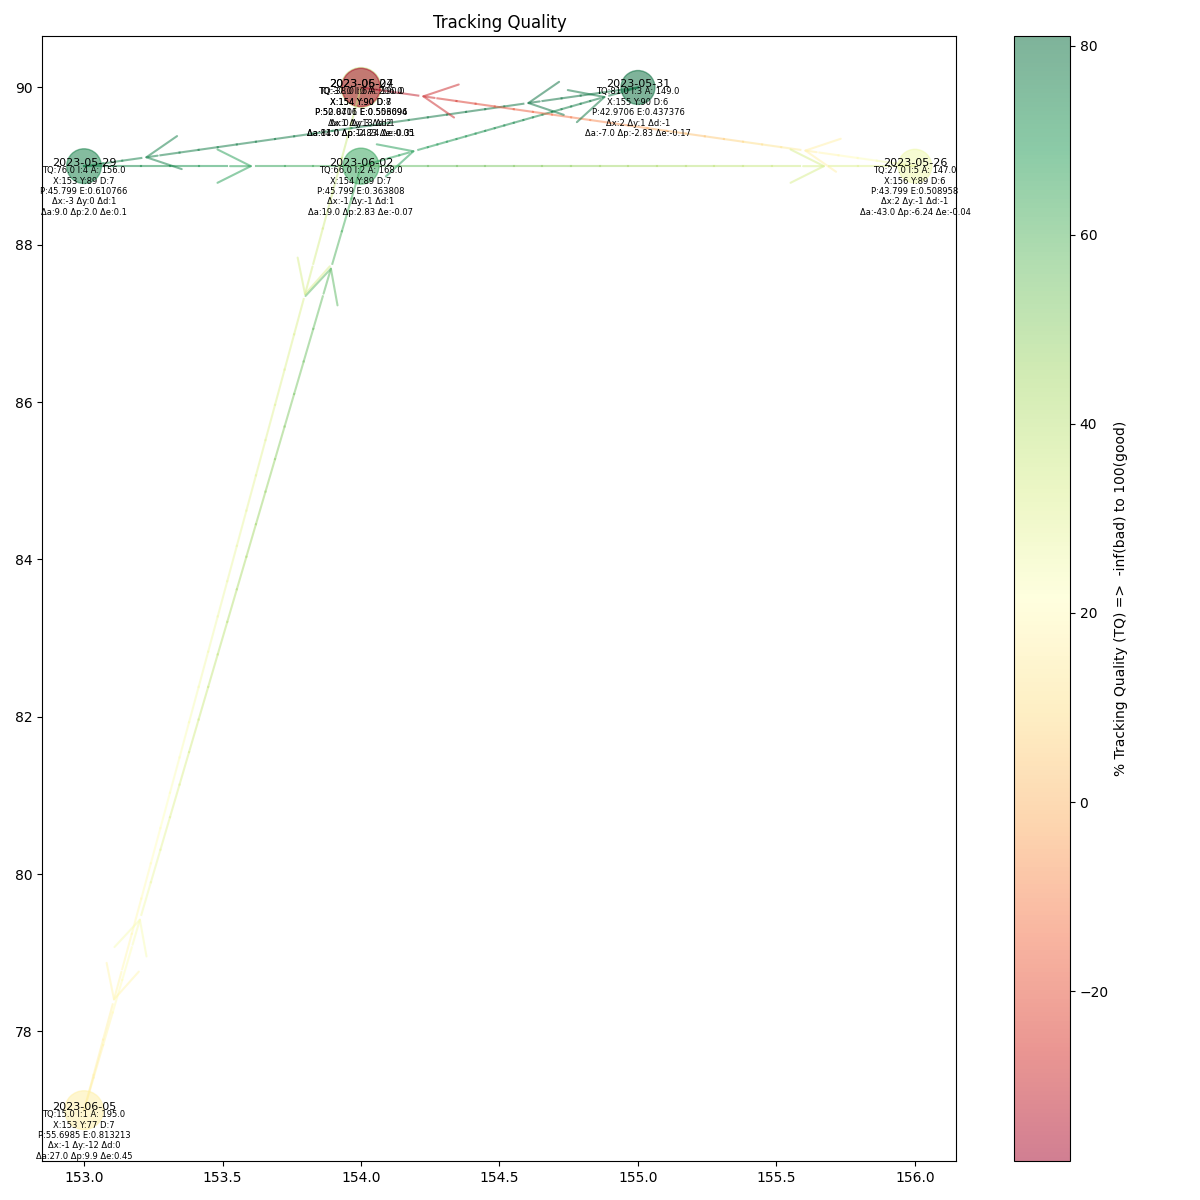 Tracking Quality
90
88
86
84
82
80
78
153.0
153.5
154.0
154.5
155.0
155.5
156.0
X:154 Y:90
2023-05-31
TQ:81.0 I:3 A: 149.0
X:155 Y:90 D:6
P:42.9706 E:0.437376
Δx:2 Δy:1 Δd:-1
Δa:-7.0 Δp:-2.83 Δe:-0.17
2023-05-29
TQ:76.0 I:4 A: 156.0
X:153 Y:89 D:7
P:45.799 E:0.610766
Δx:-3 Δy:0 Δd:1
Δa:9.0 Δp:2.0 Δe:0.1
2023-06-02
TQ:66.0 I:2 A: 168.0
X:154 Y:89 D:7
P:45.799 E:0.363808
Δx:-1 Δy:-1 Δd:1
Δa:19.0 Δp:2.83 Δe:-0.07
2023-05-26
TQ:27.0 I:5 A: 147.0
X:156 Y:89 D:6
P:43.799 E:0.508958
Δx:2 Δy:-1 Δd:-1
Δa:-43.0 Δp:-6.24 Δe:-0.04
2023-06-05
TQ:15.0 I:1 A: 195.0
X:153 Y:77 D:7
P:55.6985 E:0.813213
Δx:-1 Δy:-12 Δd:0
Δa:27.0 Δp:9.9 Δe:0.45
80
60
40
20
0
−20
% Tracking Quality (TQ) => -inf(bad) to 100(good)